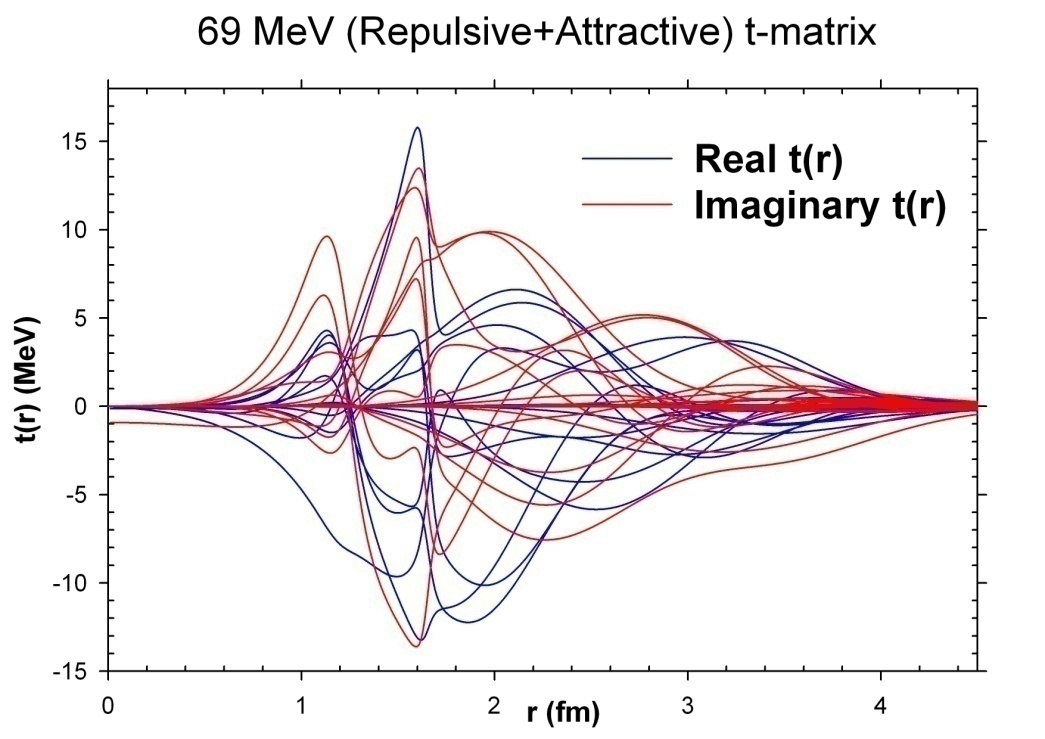 69 MeV (Repulsive+Attractive) t-matrix
Real t(r)
Imaginary t(r)
t(r) (MeV)
15
10
5
0
-5
-10
-15
0
1
2
3
4
r (fm)